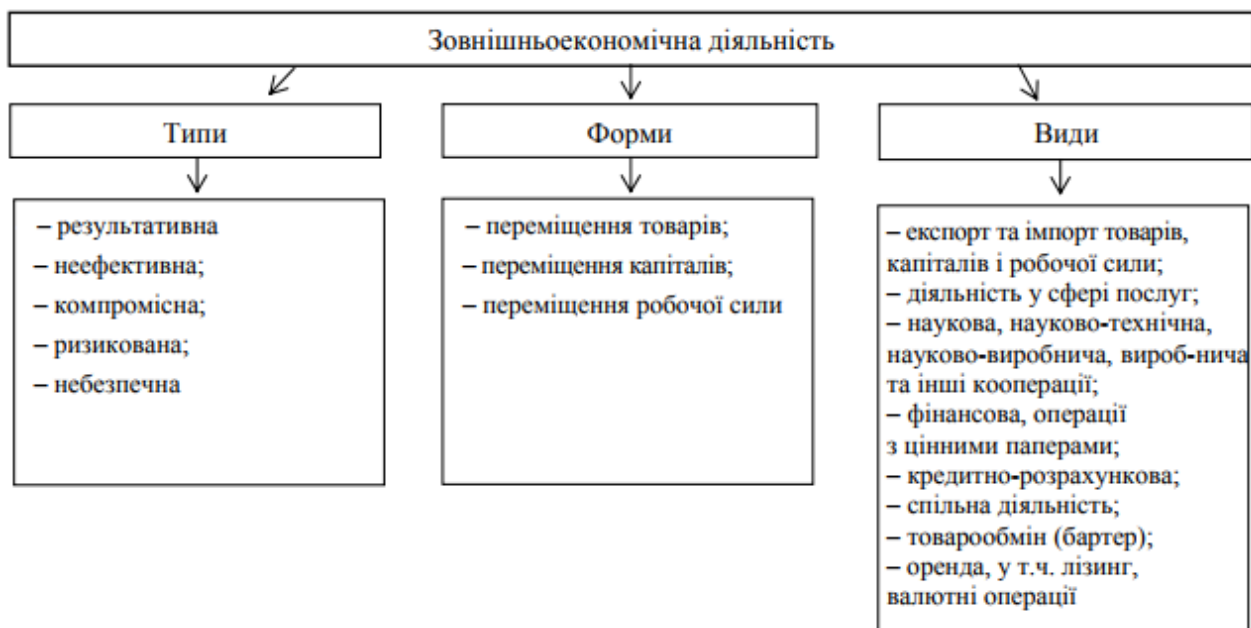 Зовнішньоекономічна діяльність
Типи
Форми
Види
– результативна
– неефективна;
– компромісна;
– ризикована;
– небезпечна
– переміщення товарів;
– переміщення капіталів;
– переміщення робочої сили
– експорт та імпорт товарів,
капіталів і робочої сили;
– діяльність у сфері послуг;
– наукова, науково-технічна,
науково-виробнича, вироб-нича
та інші кооперації;
– фінансова, операції
з цінними паперами;
– кредитно-розрахункова;
– спільна діяльність;
– товарообмін (бартер);
– оренда, у т.ч. лізинг,
валютні операції